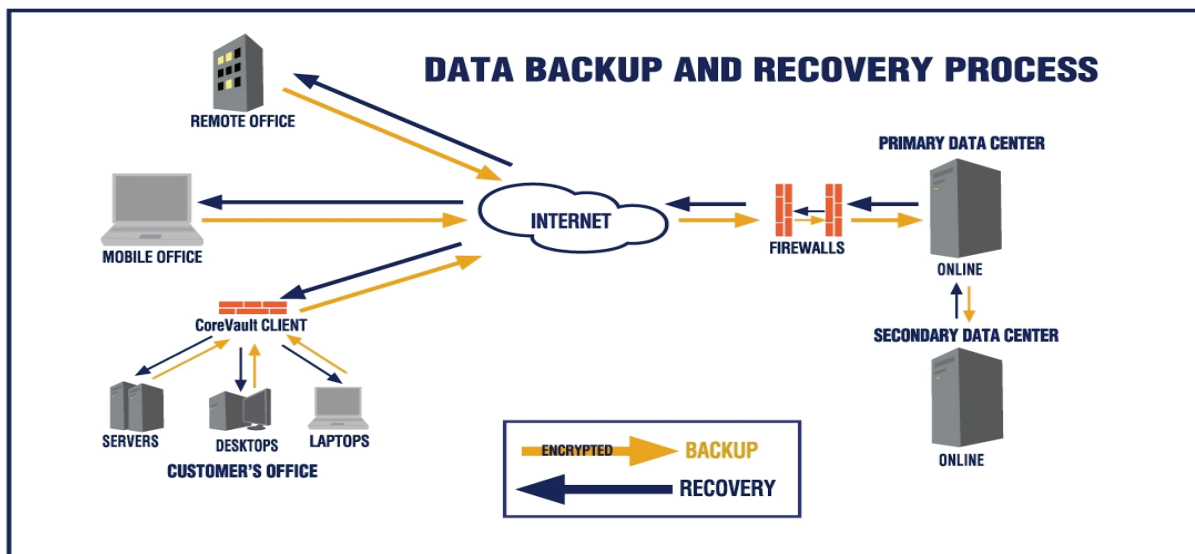 DATA BACKUP AND RECOVERY PROCESS
REMOTE OFFICE
PRIMARY DATA CENTER
INTERNET
MOBILE OFFICE
FIREWALLS
ONLINE
CoreVault CLIENT
SECONDARY DATA CENTER
SERVERS
DESKTOPS
LAPTOPS
CUSTOMER'S OFFICE
ENCRYPTED BACKUP
RECOVERY
ONLINE